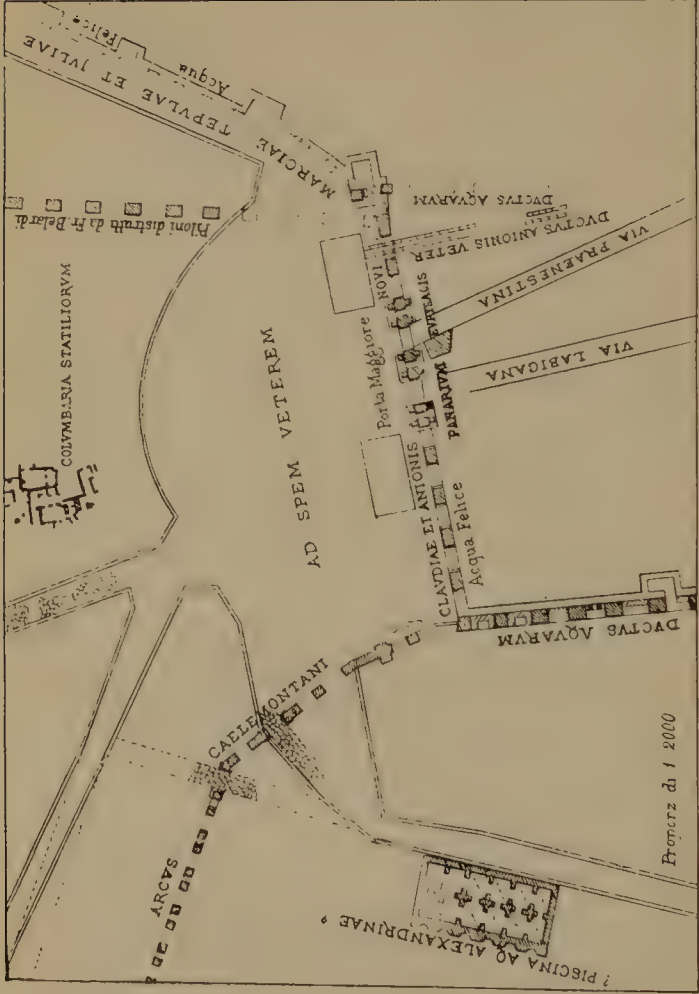 Acqua Felice
MARCIAE TEPVLAE ET JVLIAE
Piloni distrutti da Fr. Belardi
COLVMBARIA STATILIORVM
AD SPEM VETEREM
Porta Maggiore
DVCTVS AQVARVM
DVCTVS ANIONIS VETER
VIA PRAENESTINA
VIA LABICANA
CLAVDIAE ET ANIONIS NOVI
PANARIVM EVRYSACIS
Acqua Felice
DVCTVS AQVARVM
ARCVS CAELEMONTANI
? PISCINA AQ ALEXANDRINAE ?
Proporz di 1 2000